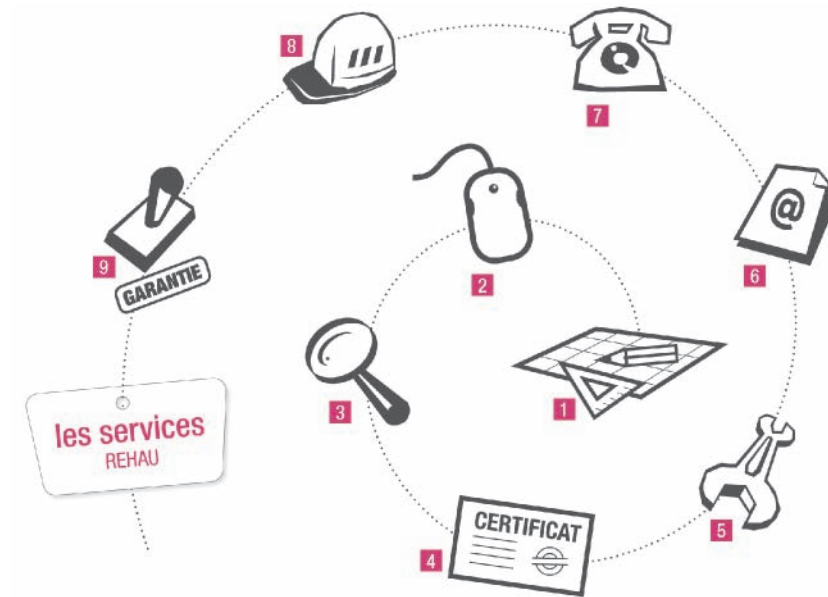 8
7
@
6
2
9
GARANTIE
3
1
les services
REHAU
CERTIFICAT
5
4